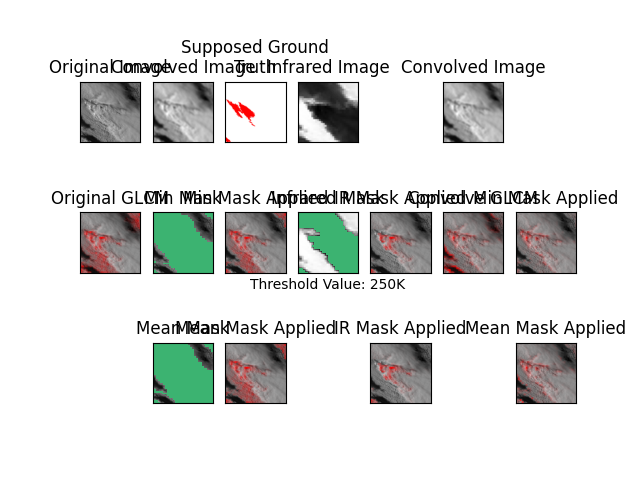 Supposed Ground
Original Image Convolved Image Truth Infrared Image Convolved Image
Original GLCM Min Mask Min Mask Applied Infrared Mask IR Mask Applied Convolved GLCM Min Mask Applied
Threshold Value: 250K
Mean Mask Mean Mask Applied IR Mask Applied Mean Mask Applied